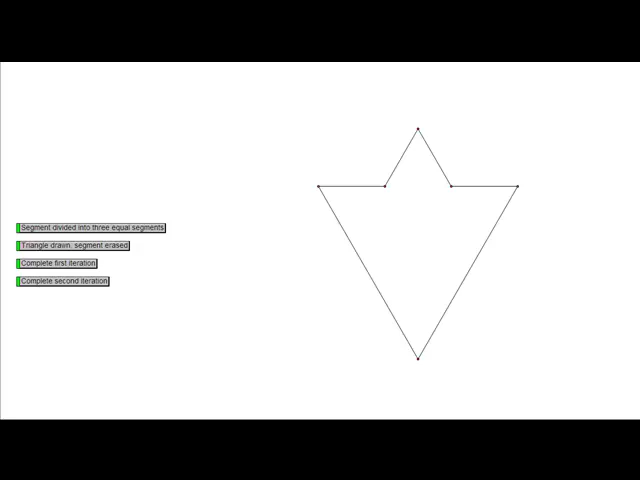 Segment divided into three equal segments
Triangle drawn. segment erased
Complete first iteration
Complete second iteration